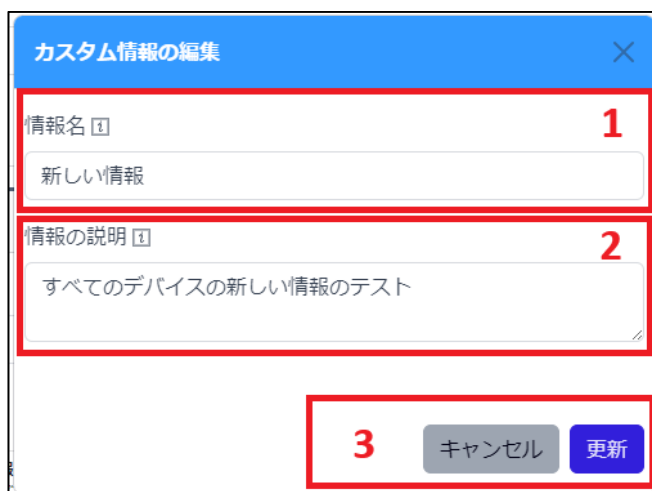 カスタム情報の編集
情報名 i 1
新しい情報
情報の説明 i 2
すべてのデバイスの新しい情報のテスト
3 キャンセル 更新